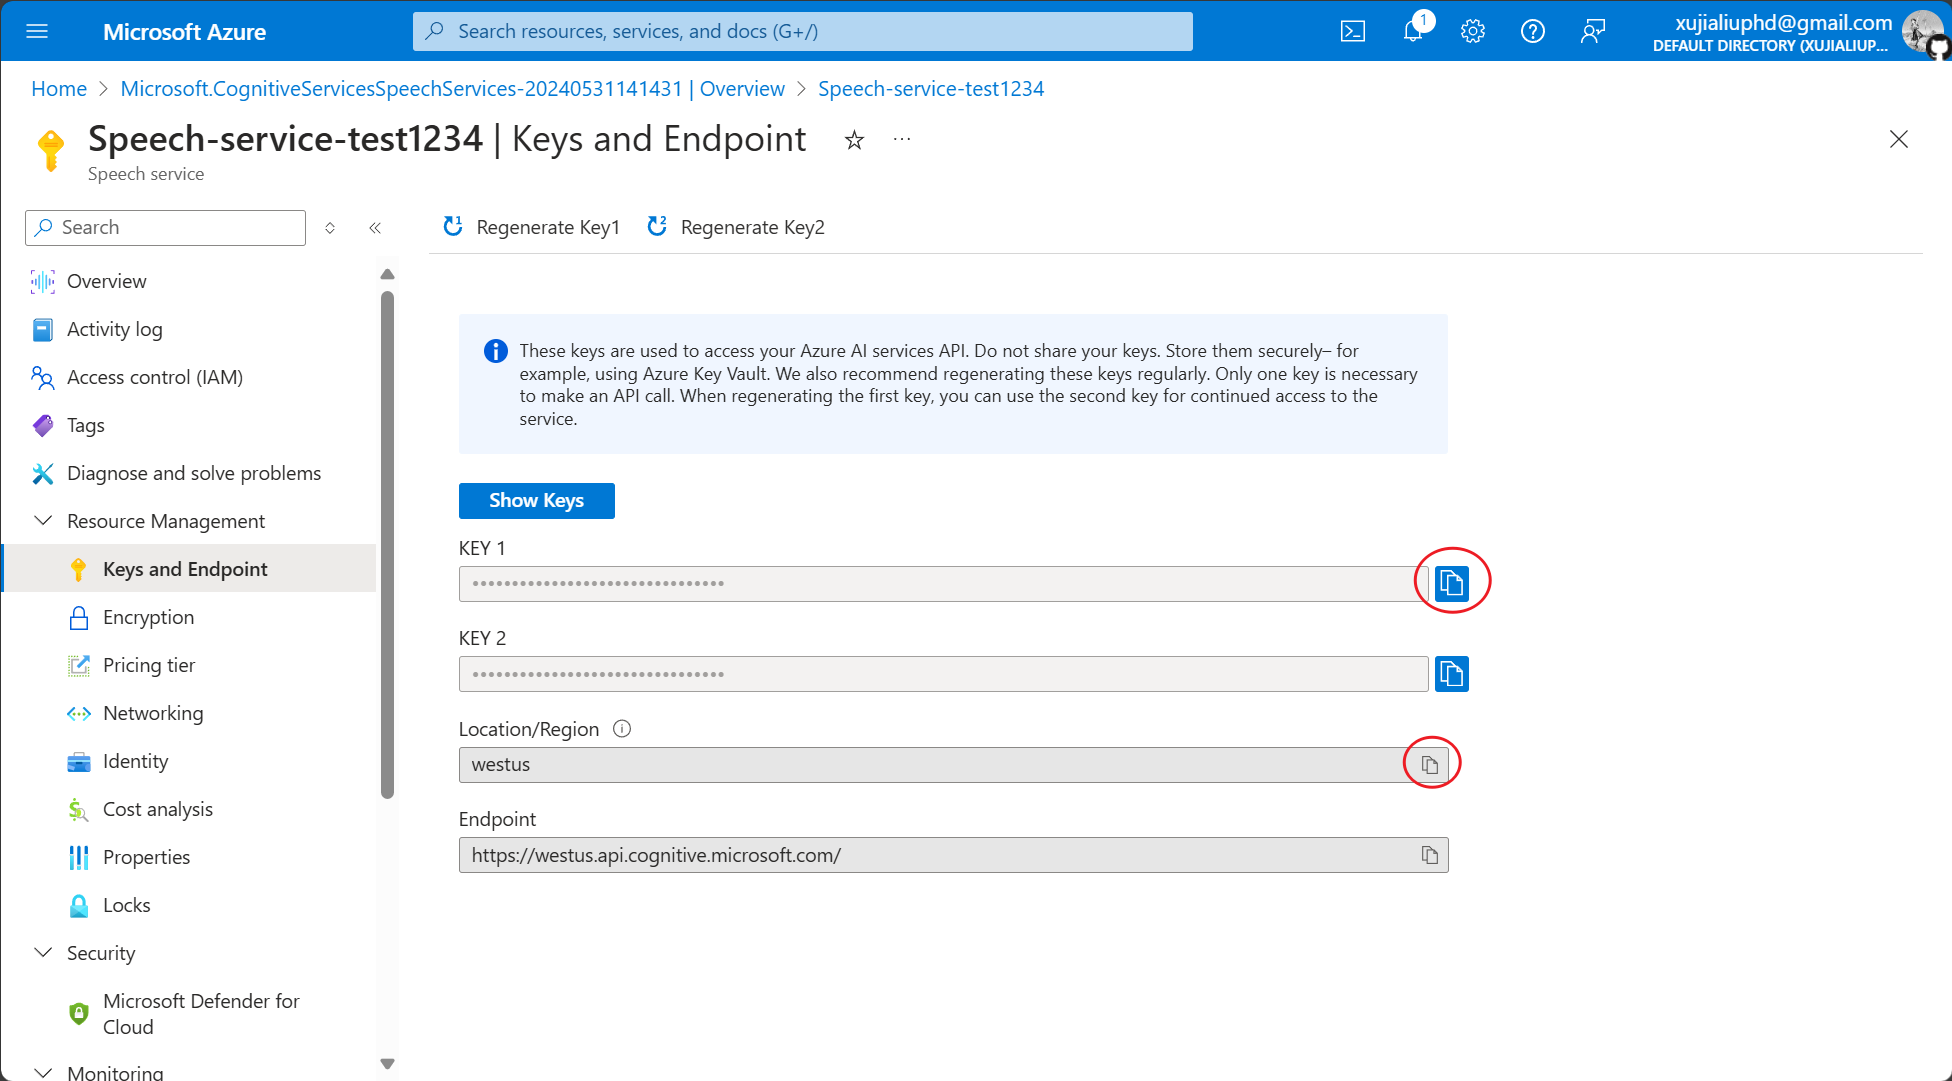 Microsoft Azure
Search resources, services, and docs (G+/)
1
xujialiuphd@gmail.com
DEFAULT DIRECTORY (XUJIALIUP...
Home > Microsoft.CognitiveServicesSpeechServices-20240531141431 | Overview > Speech-service-test1234
Speech-service-test1234 | Keys and Endpoint
Speech service
Search
Regenerate Key1
Regenerate Key2
Overview
Activity log
Access control (IAM)
Tags
Diagnose and solve problems
Resource Management
Keys and Endpoint
Encryption
Pricing tier
Networking
Identity
Cost analysis
Properties
Locks
Security
Microsoft Defender for
Cloud
Monitoring
These keys are used to access your Azure AI services API. Do not share your keys. Store them securely– for
example, using Azure Key Vault. We also recommend regenerating these keys regularly. Only one key is necessary
to make an API call. When regenerating the first key, you can use the second key for continued access to the
service.
Show Keys
KEY 1
••••••••••••••••••••••••••••••••
KEY 2
••••••••••••••••••••••••••••••••
Location/Region
westus
Endpoint
https://westus.api.cognitive.microsoft.com/